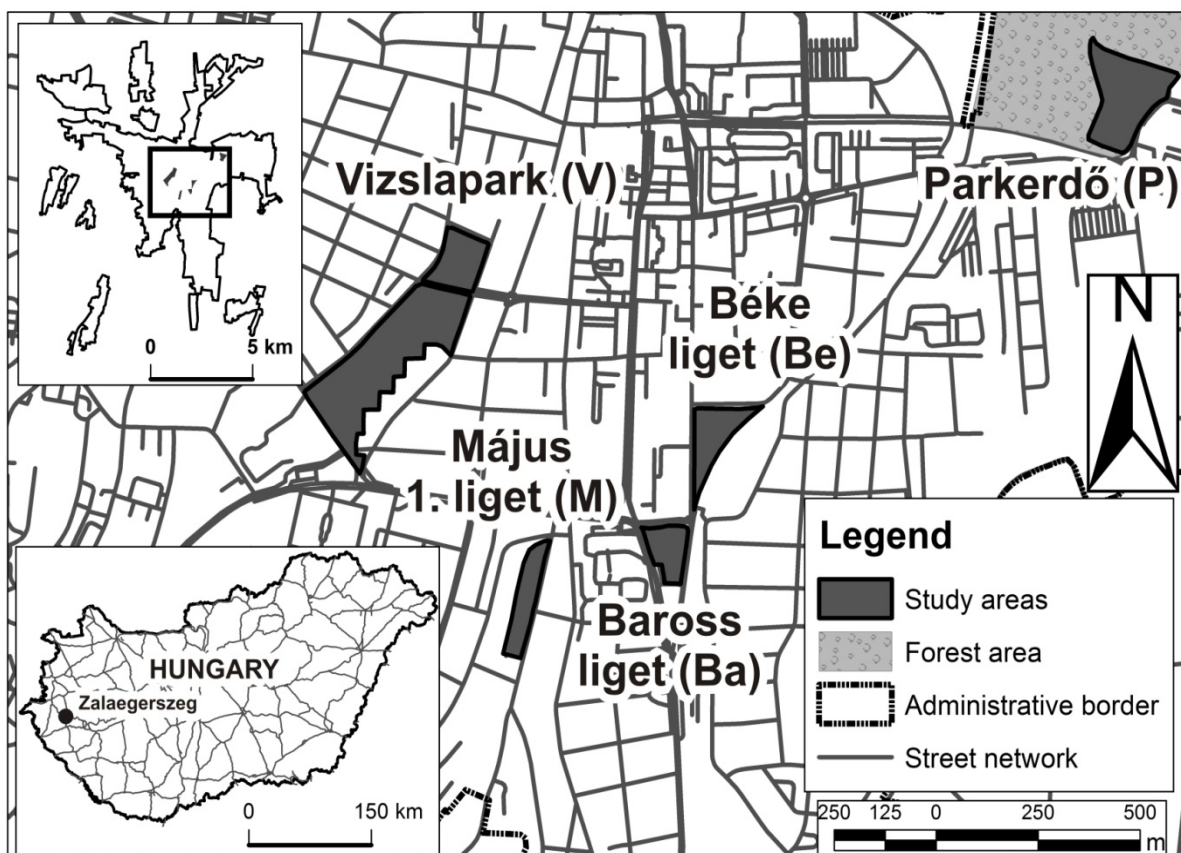 0 5 km
Vizslapark (V)
Parkerdő (P)
Béke
liget (Be)
N
Május
1. liget (M)
Baross
liget (Ba)
HUNGARY
Zalaegerszeg
0 150 km
Legend
Study areas
Forest area
Administrative border
Street network
250 125 0 250 500
m